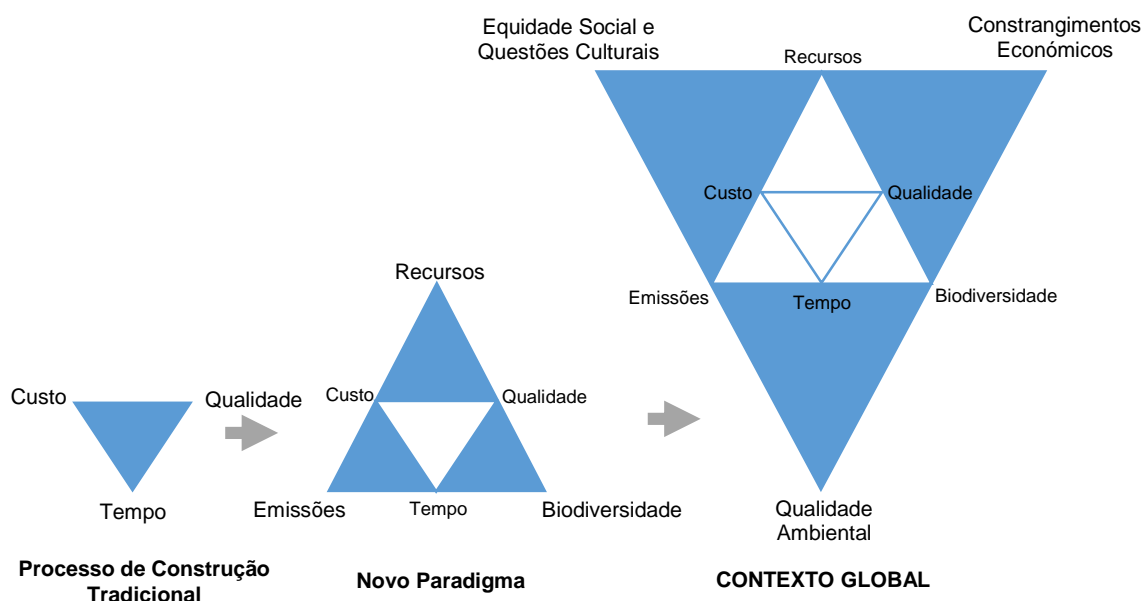 Custo
Qualidade
Tempo
Processo de Construção
Tradicional
Recursos
Custo
Qualidade
Emissões
Tempo
Biodiversidade
Novo Paradigma
Equidade Social e
Questões Culturais
Recursos
Constrangimentos
Económicos
Custo
Qualidade
Emissões
Tempo
Biodiversidade
Qualidade
Ambiental
CONTEXTO GLOBAL